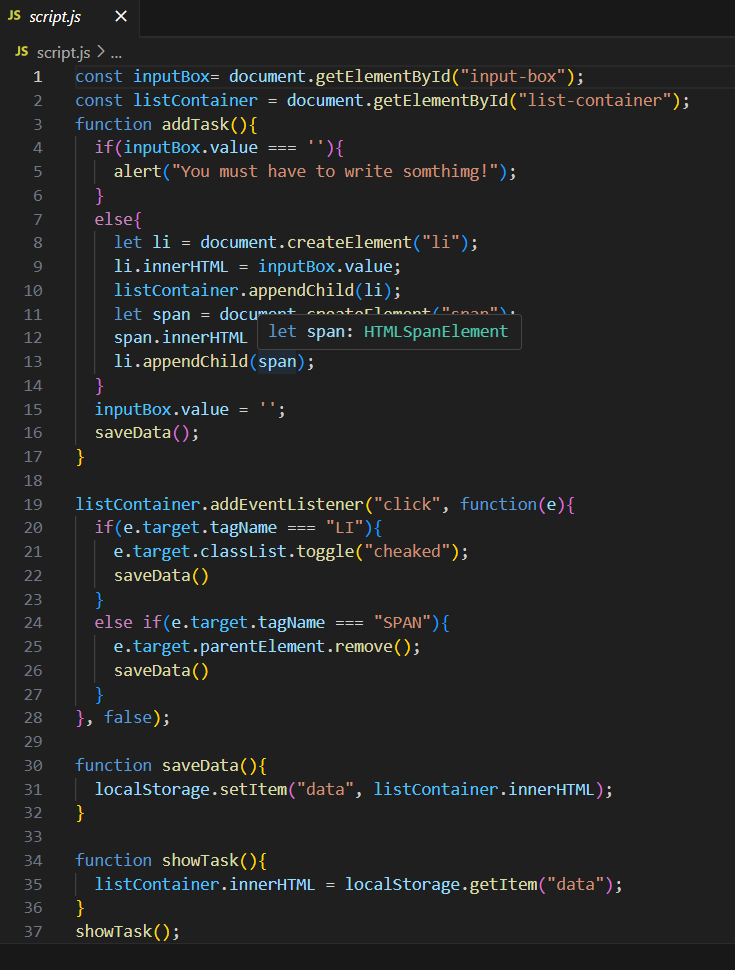 JS script.js ×
JS script.js > ...
1 const inputBox= document.getElementById("input-box");
2 const listContainer = document.getElementById("list-container");
3 function addTask(){
4 if(inputBox.value === ''){
5 alert("You must have to write somthimg!");
6 }
7 else{
8 let li = document.createElement("li");
9 li.innerHTML = inputBox.value;
10 listContainer.appendChild(li);
11 let span = document.createElement("span");
12 span.innerHTML
let span: HTMLSpanElement
13 li.appendChild(span);
14 }
15 inputBox.value = '';
16 saveData();
17 }
18
19 listContainer.addEventListener("click", function(e){
20 if(e.target.tagName === "LI"){
21 e.target.classList.toggle("cheaked");
22 saveData()
23 }
24 else if(e.target.tagName === "SPAN"){
25 e.target.parentElement.remove();
26 saveData()
27 }
28 }, false);
29
30 function saveData(){
31 localStorage.setItem("data", listContainer.innerHTML);
32 }
33
34 function showTask(){
35 listContainer.innerHTML = localStorage.getItem("data");
36 }
37 showTask();